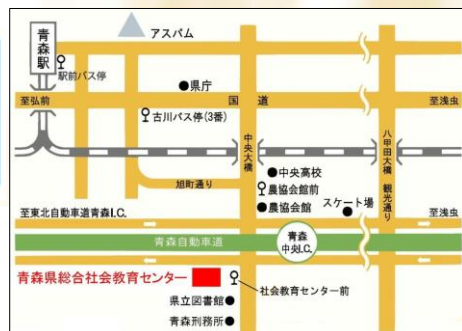 アスパム
青森駅
駅前バス停
県庁
至弘前
国道
至浅虫
古川バス停(3番)
中央大橋
八甲田大橋
観光通り
中央高校
農協会館前
旭町通り
農協会館
スケート場
至東北自動車道青森I.C.
至浅虫
青森自動車道
青森
中央I.C.
青森県総合社会教育センター
社会教育センター前
県立図書館
青森刑務所